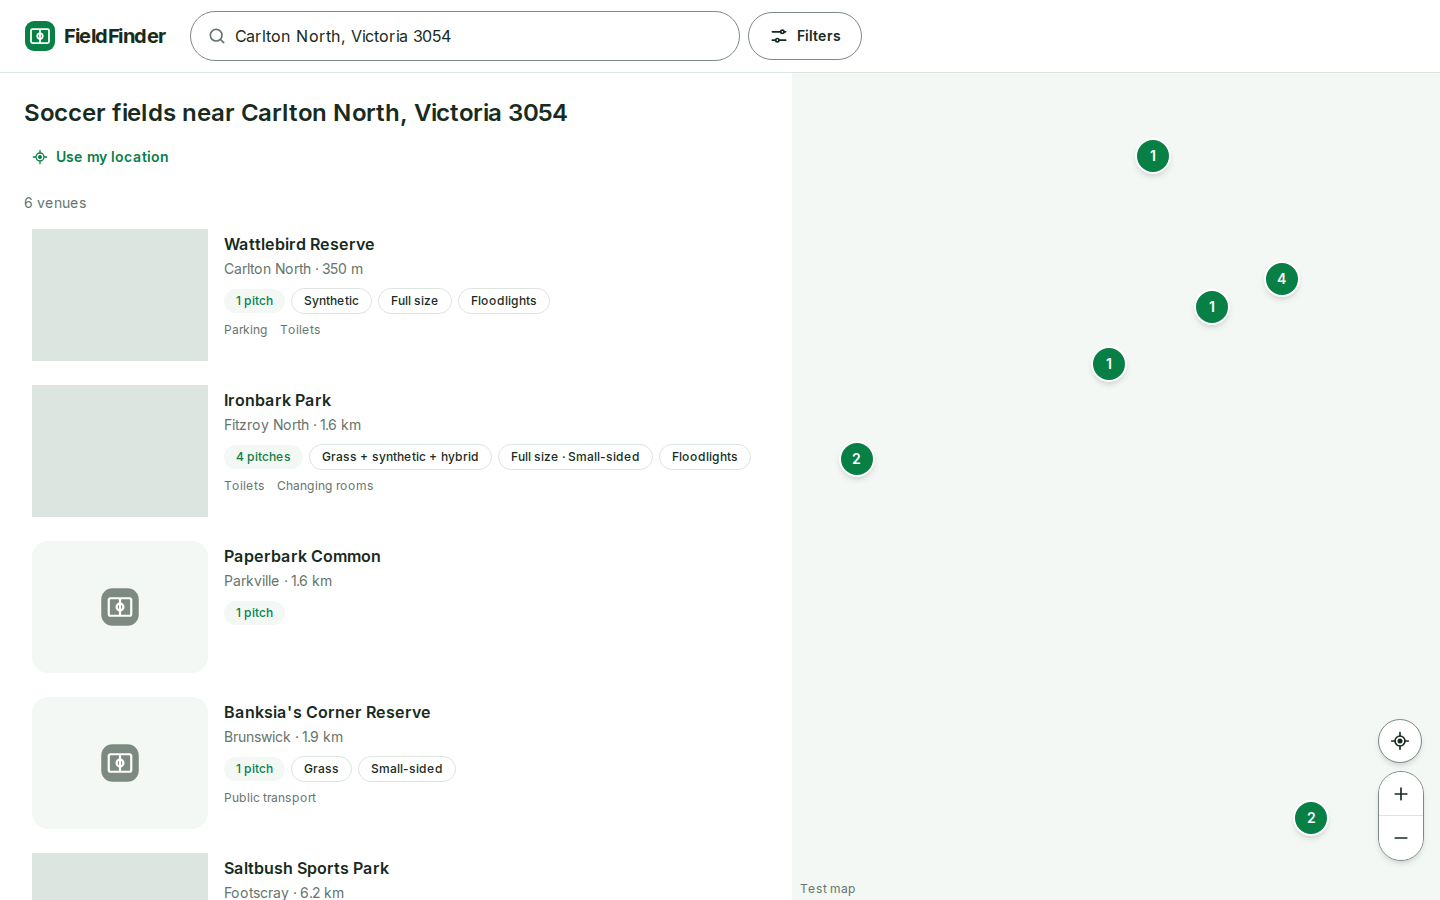 FieldFinder
Carlton North, Victoria 3054
Filters
Soccer fields near Carlton North, Victoria 3054
Use my location
6 venues
Wattlebird Reserve
Carlton North · 350 m
1 pitch Synthetic Full size Floodlights
Parking Toilets
Ironbark Park
Fitzroy North · 1.6 km
4 pitches Grass + synthetic + hybrid Full size · Small-sided Floodlights
Toilets Changing rooms
Paperbark Common
Parkville · 1.6 km
1 pitch
Banksia's Corner Reserve
Brunswick · 1.9 km
1 pitch Grass Small-sided
Public transport
Saltbush Sports Park
Footscray · 6.2 km
1
4
1
1
2
2
Test map